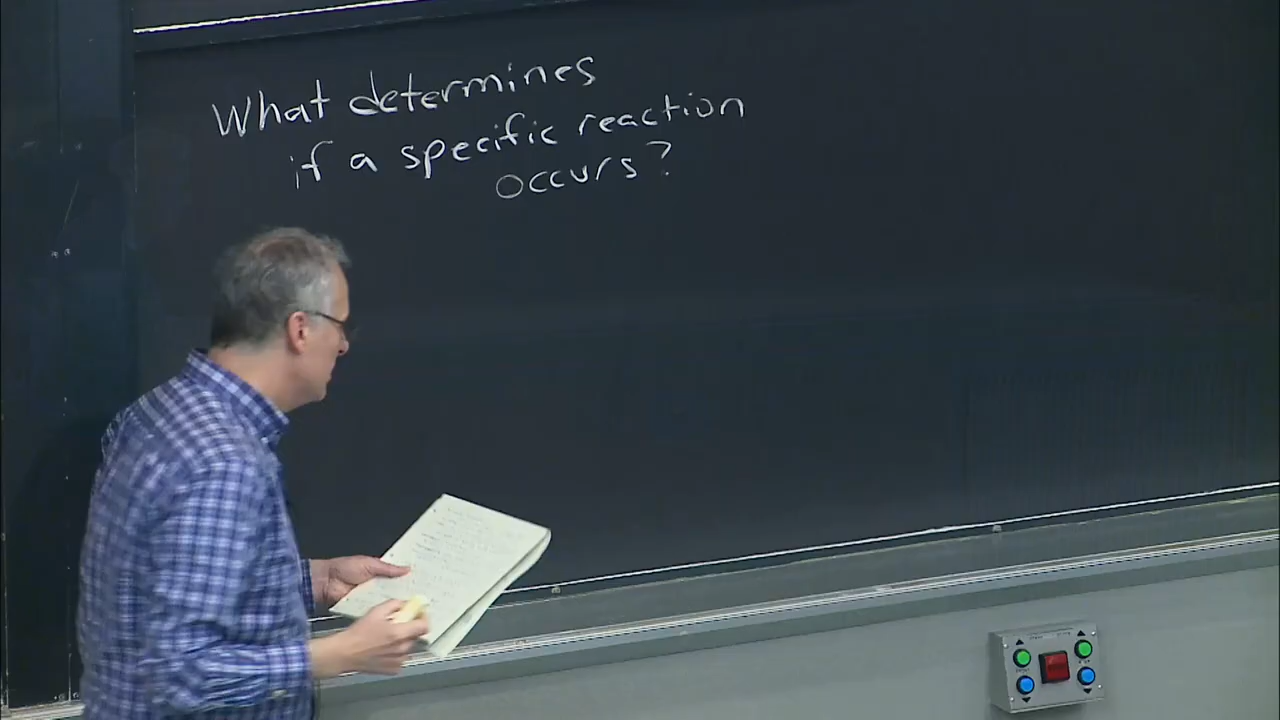 What determines
if a specific reaction
occurs?